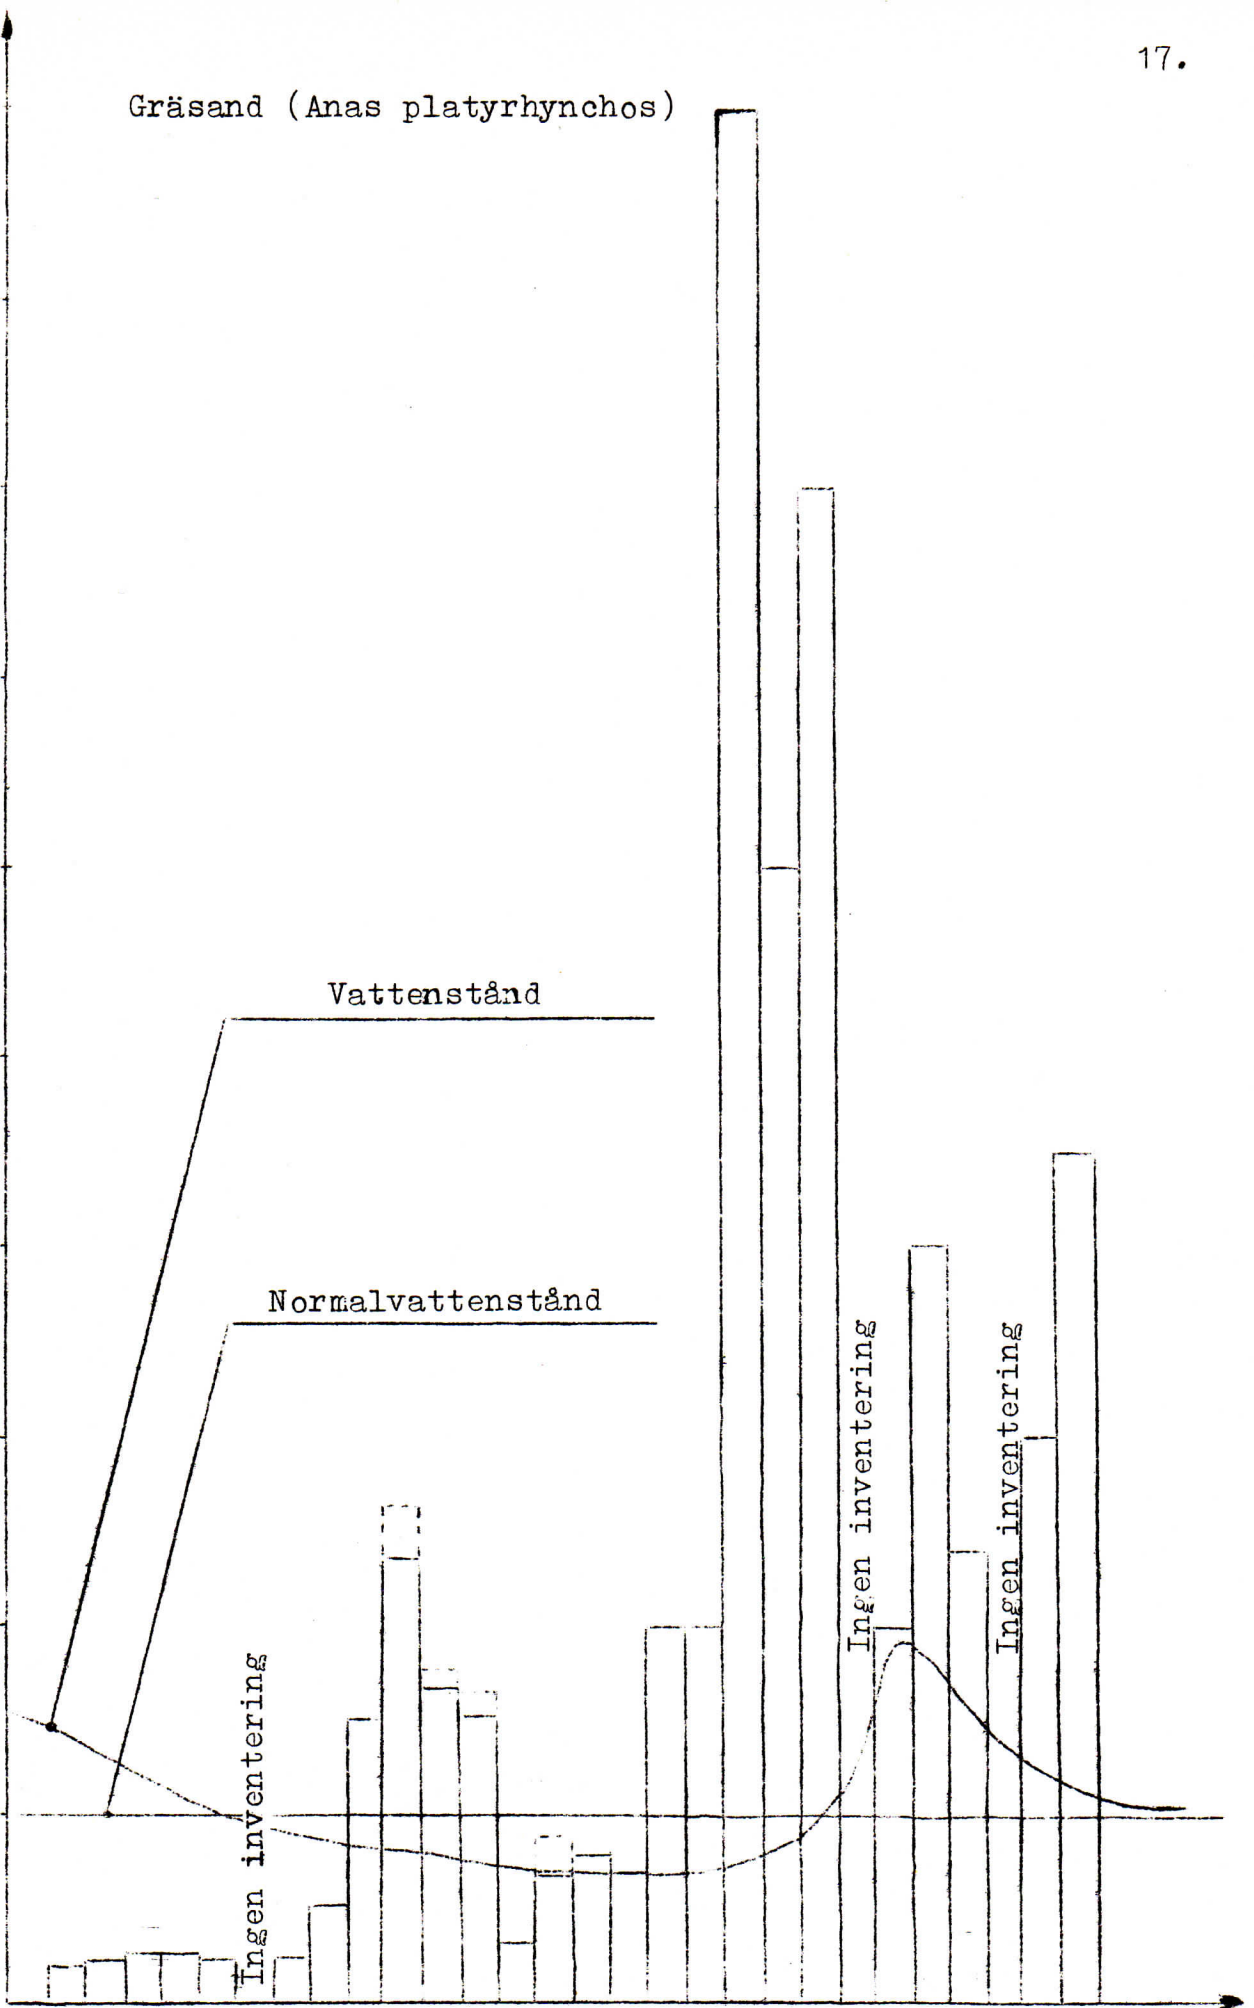 17.
Gräsand (Anas platyrhynchos)
Vattenstånd
Normalvattenstånd
Ingen inventering
Ingen inventering
Ingen inventering